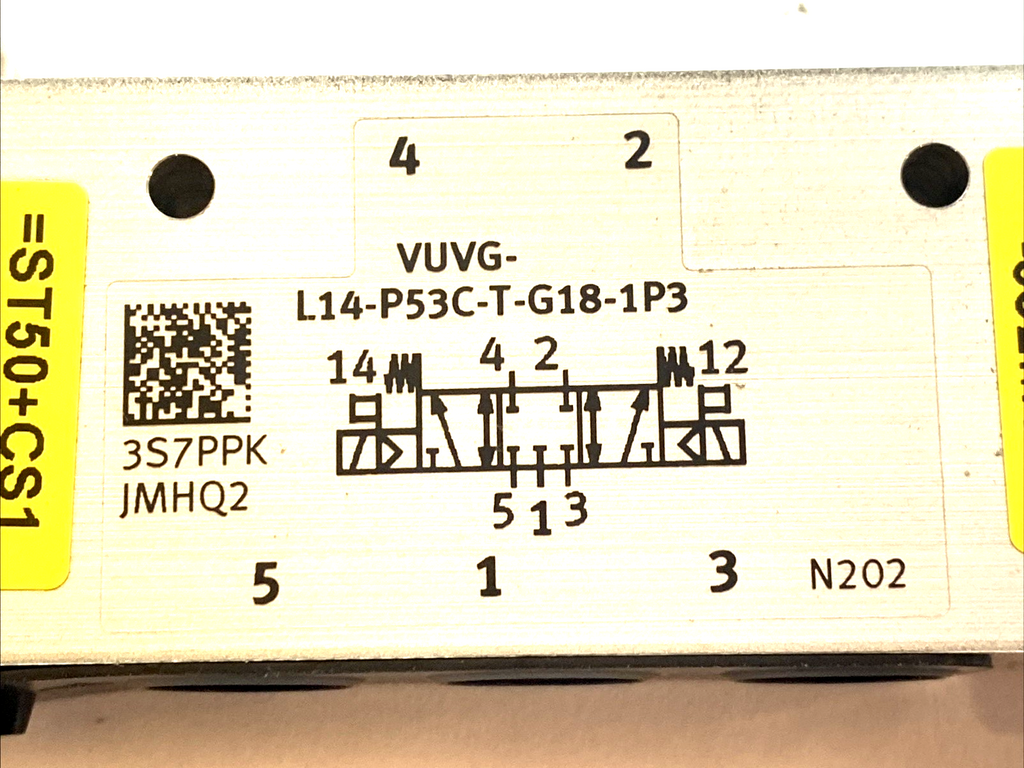 4 2
VUVG-
L14-P53C-T-G18-1P3
14 4 2 12
3S7PPK
JMHQ2
5 1 3
5 1 3 N202
=ST50+CS1